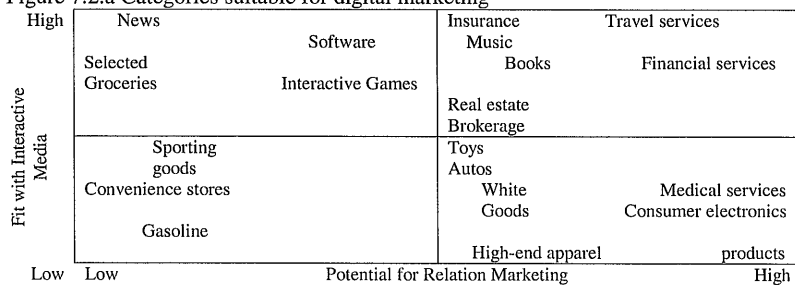 Figure 7.2.a Categories suitable for digital marketing
High News Insurance Travel services
Software Music
Selected Books Financial services
Groceries Interactive Games
Real estate
Brokerage
Fit with Interactive
Media
Sporting Toys
goods Autos
Convenience stores White Medical services
Goods Consumer electronics
Gasoline
High-end apparel products
Low Low Potential for Relation Marketing High